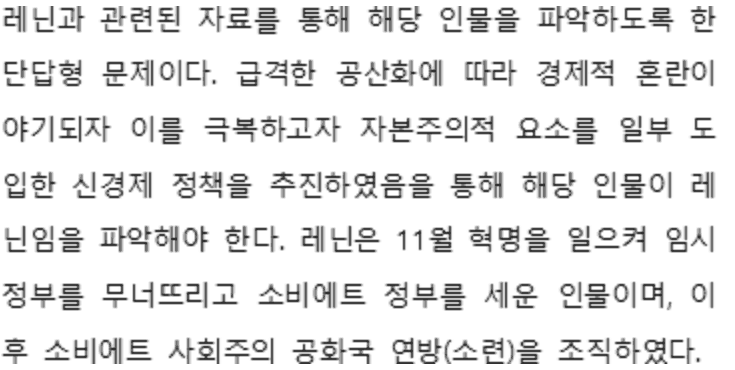 레닌과 관련된 자료를 통해 해당 인물을 파악하도록 한
단답형 문제이다. 급격한 공산화에 따라 경제적 혼란이
야기되자 이를 극복하고자 자본주의적 요소를 일부 도
입한 신경제 정책을 추진하였음을 통해 해당 인물이 레
닌임을 파악해야 한다. 레닌은 11월 혁명을 일으켜 임시
정부를 무너뜨리고 소비에트 정부를 세운 인물이며, 이
후 소비에트 사회주의 공화국 연방(소련)을 조직하였다.